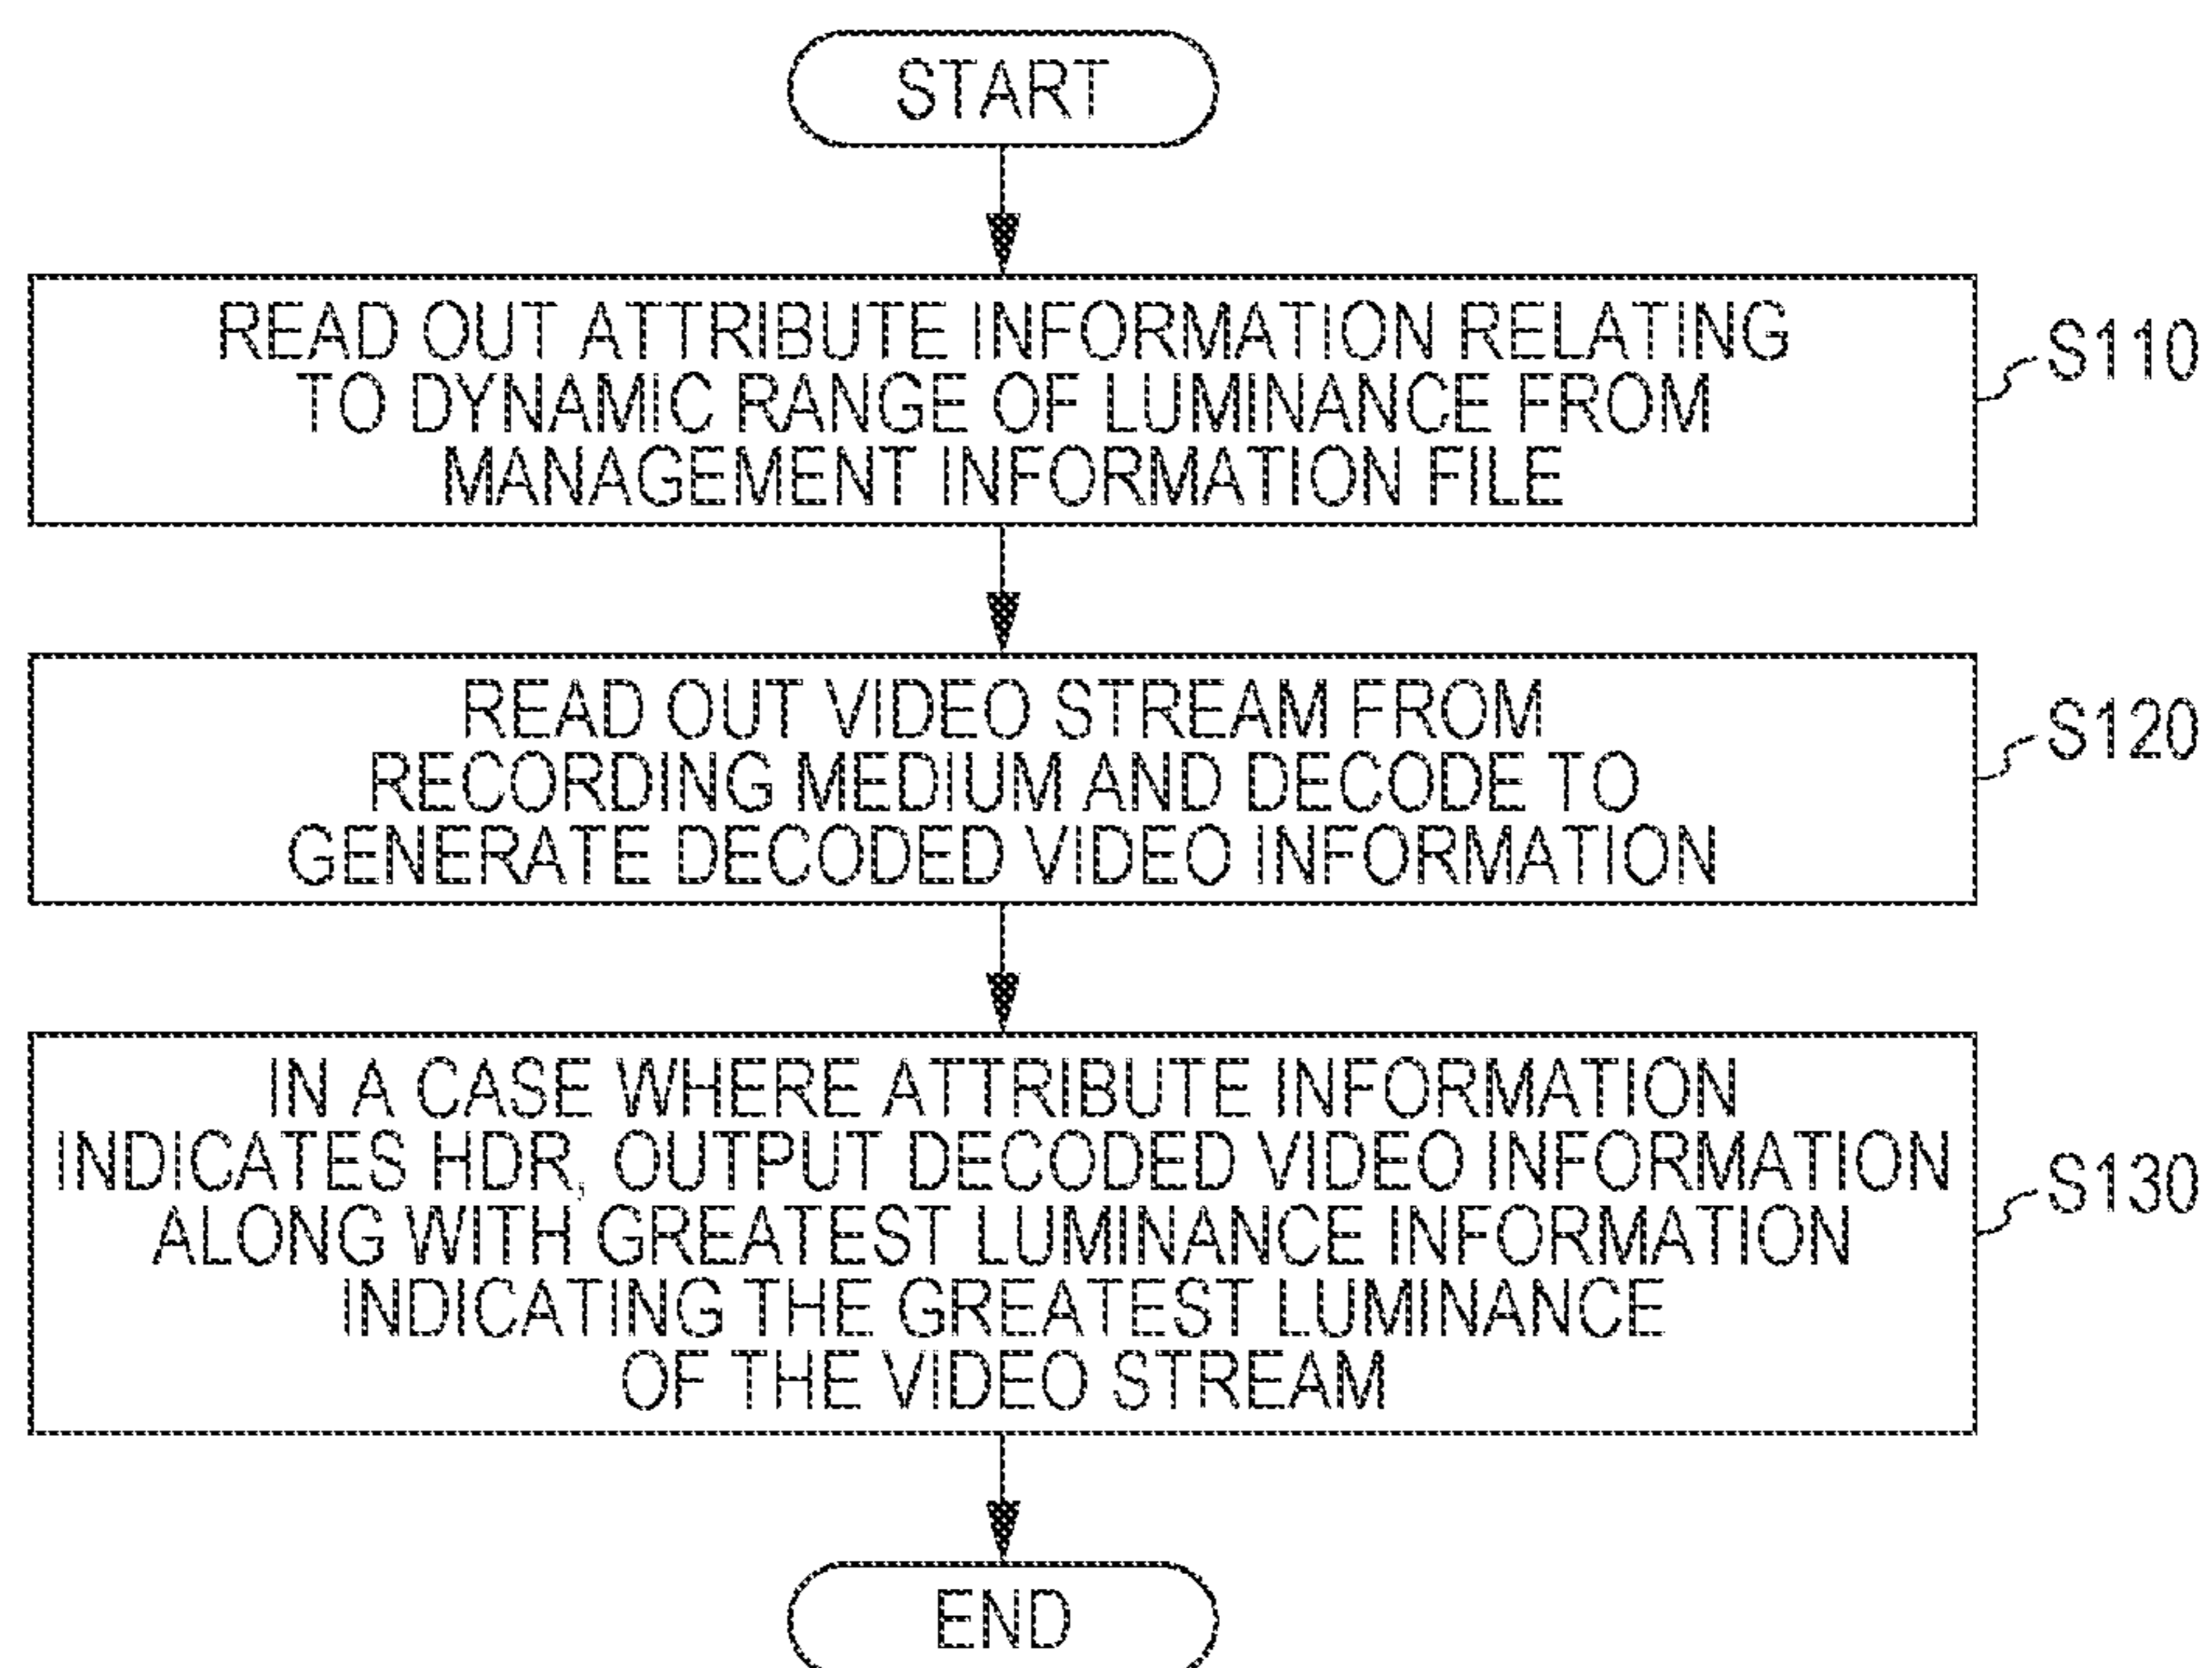 START
READ OUT ATTRIBUTE INFORMATION RELATING
TO DYNAMIC RANGE OF LUMINANCE FROM
MANAGEMENT INFORMATION FILE
S110
READ OUT VIDEO STREAM FROM
RECORDING MEDIUM AND DECODE TO
GENERATE DECODED VIDEO INFORMATION
S120
IN A CASE WHERE ATTRIBUTE INFORMATION
INDICATES HDR, OUTPUT DECODED VIDEO INFORMATION
ALONG WITH GREATEST LUMINANCE INFORMATION
INDICATING THE GREATEST LUMINANCE
OF THE VIDEO STREAM
S130
END